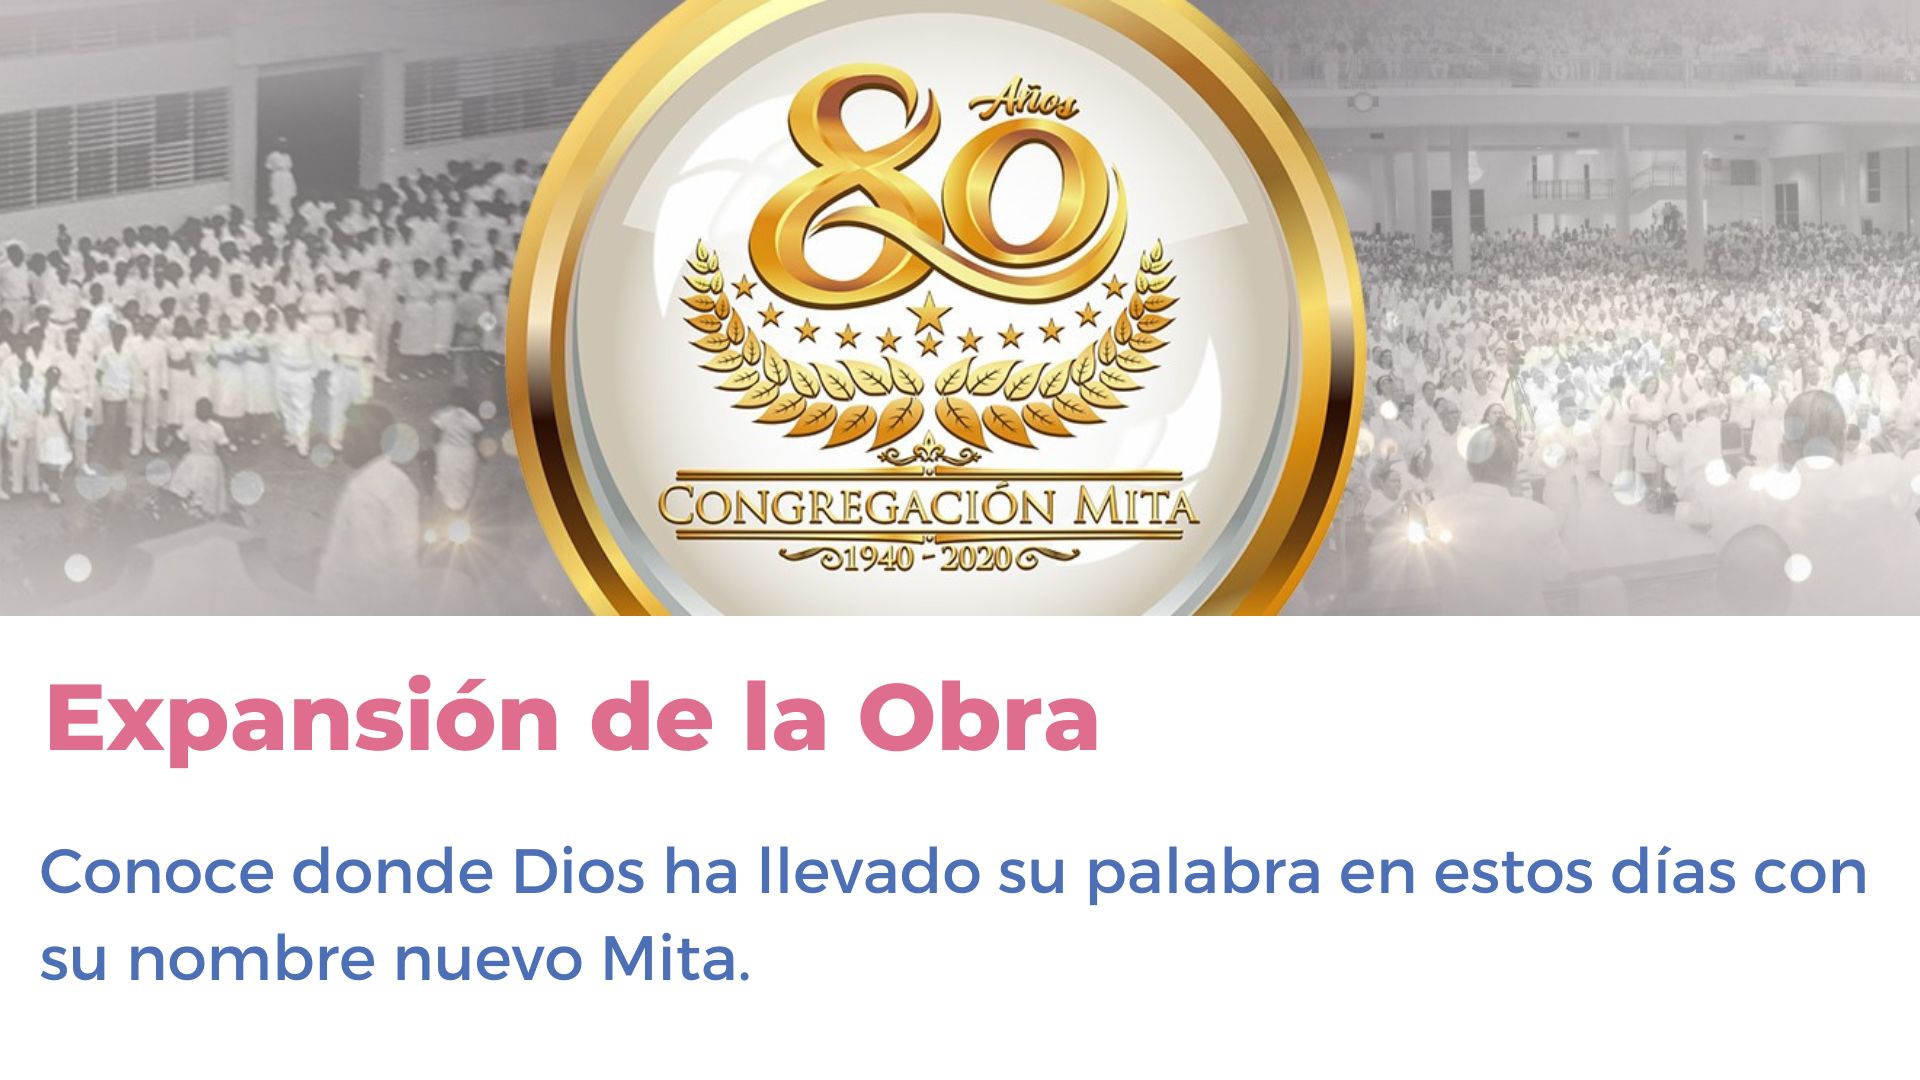 80 Años
CONGREGACIÓN MITA
1940 - 2020
Expansión de la Obra
Conoce donde Dios ha llevado su palabra en estos días con
su nombre nuevo Mita.